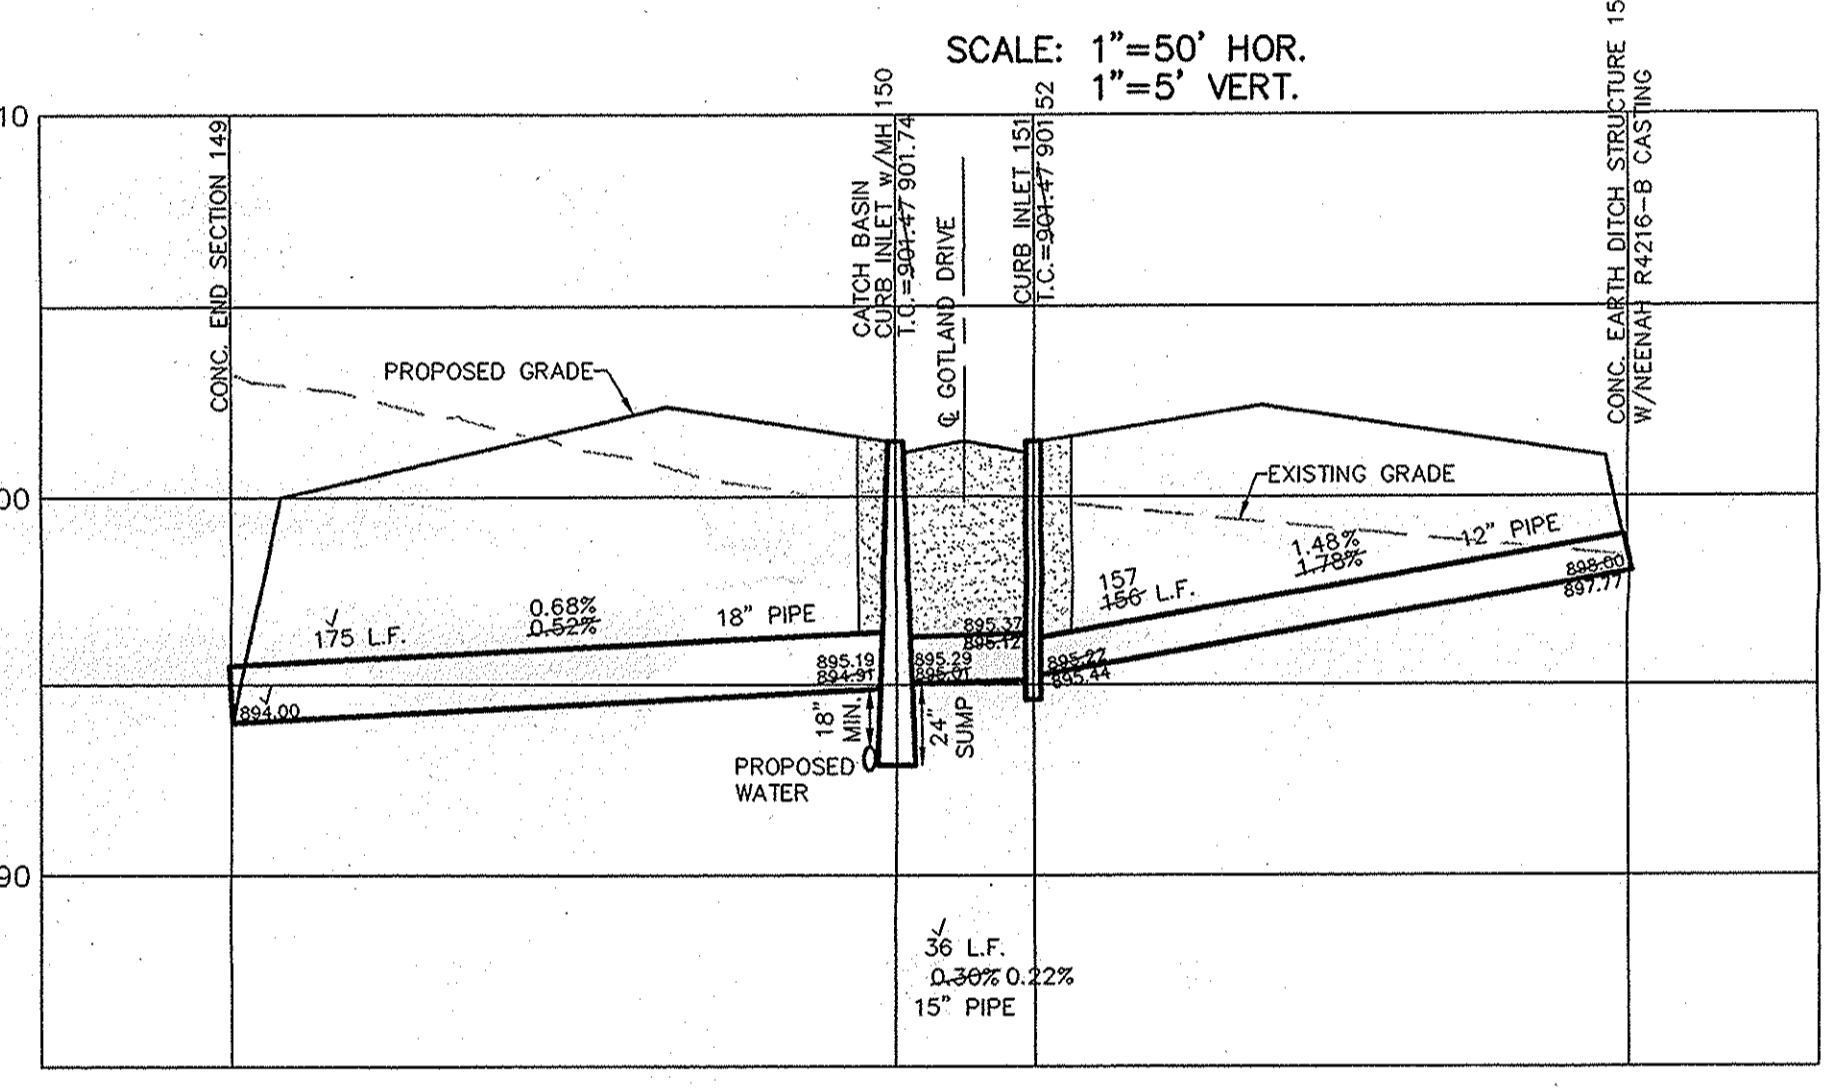 SCALE: 1"=50' HOR.
1"=5' VERT.
10
00
90
CONC. END SECTION 149
CATCH BASIN
CURB INLET w/MH 150
T.C.=901.47 901.74
℄ GOTLAND DRIVE
CURB INLET 151
T.C.=901.47 901.52
CONC. EARTH DITCH STRUCTURE 15
W/NEENAH R4216-B CASTING
PROPOSED GRADE
EXISTING GRADE
✓
175 L.F.
0.68%
0.52%
18" PIPE
157
156 L.F.
1.48%
1.78%
12" PIPE
898.00
897.77
895.37
895.12
895.19
894.91
895.29
895.01
895.22
895.44
✓
894.00
18"
MIN.
24"
SUMP
PROPOSED
WATER
✓
36 L.F.
0.30% 0.22%
15" PIPE